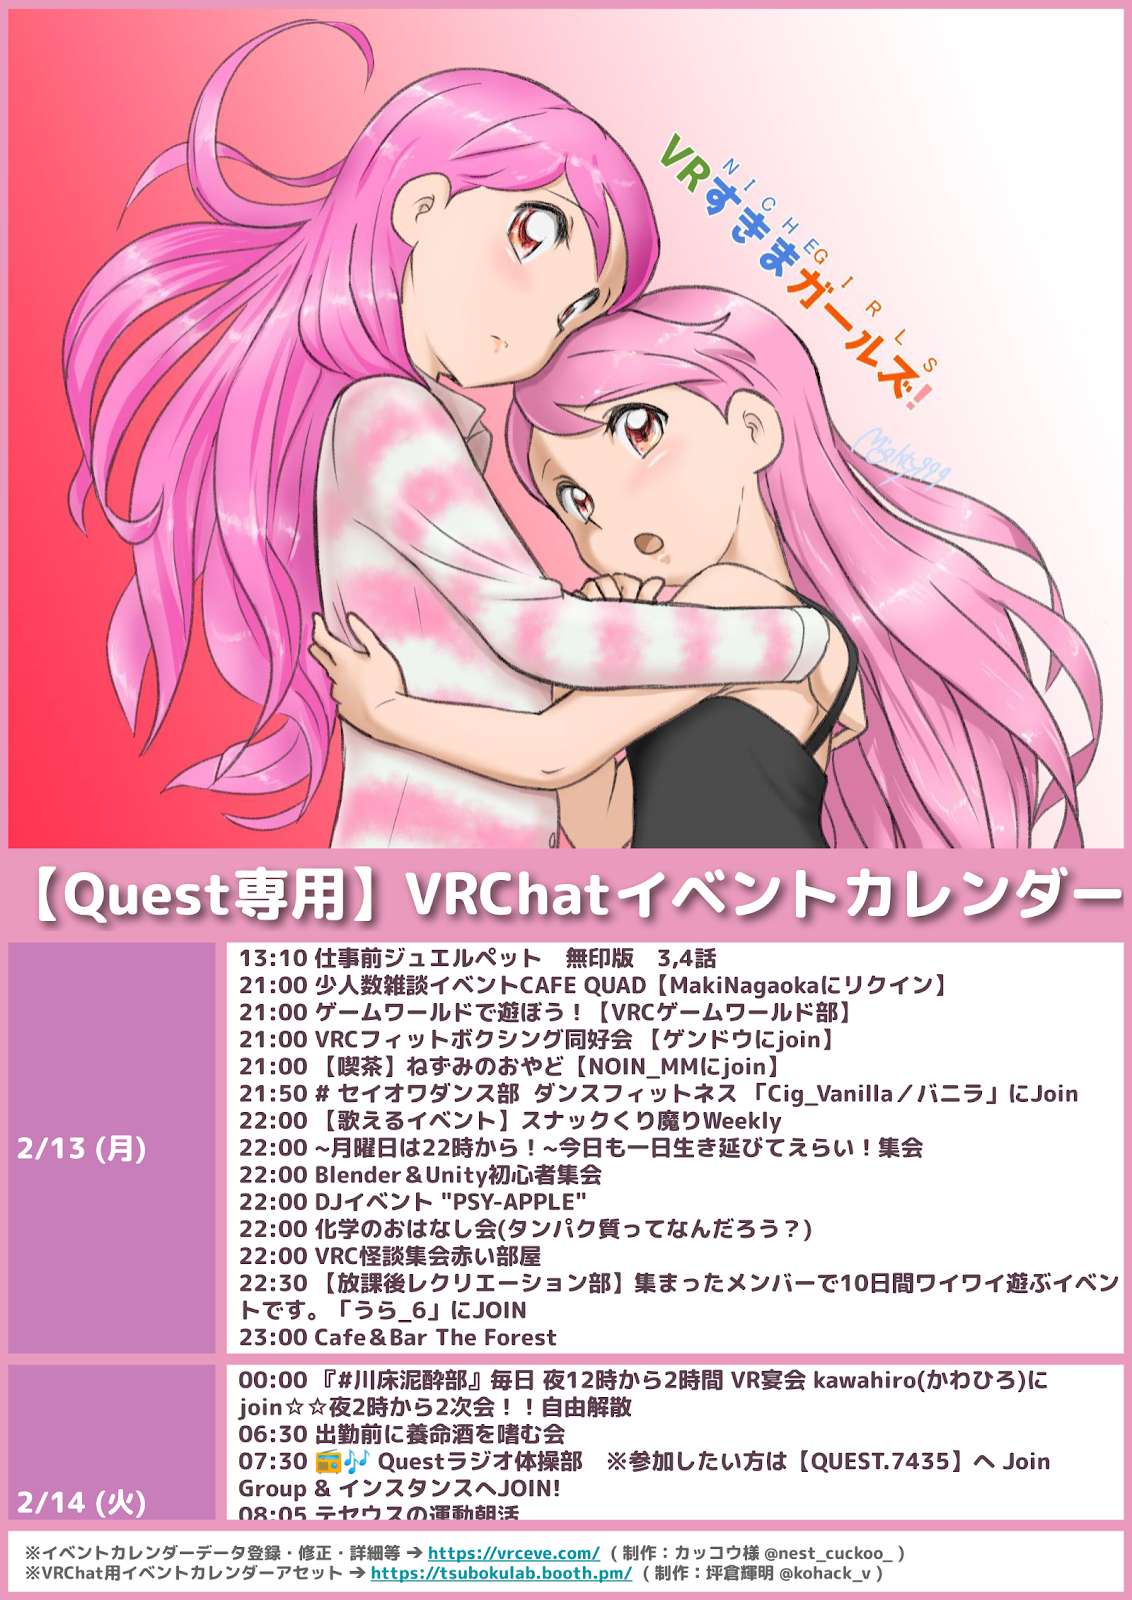 VRすきまガールズ!
NICHE GIRLS
Mighty999
【Quest専用】VRChatイベントカレンダー
2/13 (月)
13:10 仕事前ジュエルペット　無印版　3,4話
21:00 少人数雑談イベントCAFE QUAD【MakiNagaokaにリクイン】
21:00 ゲームワールドで遊ぼう！【VRCゲームワールド部】
21:00 VRCフィットボクシング同好会 【ゲンドウにjoin】
21:00 【喫茶】ねずみのおやど【NOIN_MMにjoin】
21:50 # セイオワダンス部 ダンスフィットネス 「Cig_Vanilla／バニラ」にJoin
22:00 【歌えるイベント】スナックくり魔りWeekly
22:00 ~月曜日は22時から！~今日も一日生き延びてえらい！集会
22:00 Blender＆Unity初心者集会
22:00 DJイベント "PSY-APPLE"
22:00 化学のおはなし会(タンパク質ってなんだろう？)
22:00 VRC怪談集会赤い部屋
22:30 【放課後レクリエーション部】集まったメンバーで10日間ワイワイ遊ぶイベン
トです。「うら_6」にJOIN
23:00 Cafe＆Bar The Forest
2/14 (火)
00:00 『#川床泥酔部』毎日 夜12時から2時間 VR宴会 kawahiro(かわひろ)に
join☆☆夜2時から2次会！！自由解散
06:30 出勤前に養命酒を嗜む会
07:30 📻🎶 Questラジオ体操部　※参加したい方は【QUEST.7435】へ Join
Group & インスタンスへJOIN!
08:05 テセウスの運動朝活
※イベントカレンダーデータ登録・修正・詳細等 ➔ https://vrceve.com/ ( 制作：カッコウ様 @nest_cuckoo_ )
※VRChat用イベントカレンダーアセット ➔ https://tsubokulab.booth.pm/ ( 制作：坪倉輝明 @kohack_v )